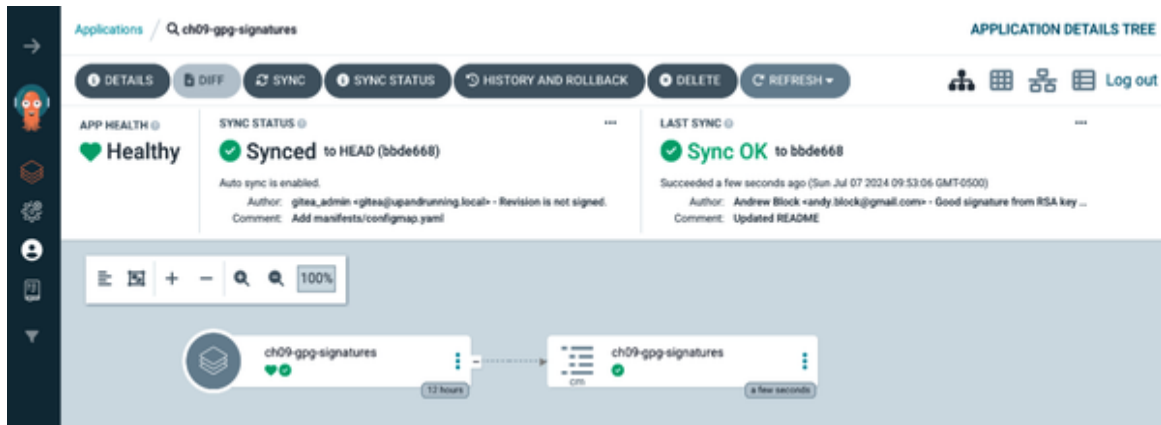 Applications / ch09-gpg-signatures
APPLICATION DETAILS TREE
DETAILS DIFF SYNC SYNC STATUS HISTORY AND ROLLBACK DELETE REFRESH
Log out
APP HEALTH
Healthy
SYNC STATUS
Synced to HEAD (bbde668)
Auto sync is enabled.
Author: gitea_admin <gitea@upandrunning.local> - Revision is not signed.
Comment: Add manifests/configmap.yaml
LAST SYNC
Sync OK to bbde668
Succeeded a few seconds ago (Sun Jul 07 2024 09:53:06 GMT-0500)
Author: Andrew Block <andy.block@gmail.com> - Good signature from RSA key ...
Comment: Updated README
100%
ch09-gpg-signatures
12 hours
ch09-gpg-signatures
cm
a few seconds